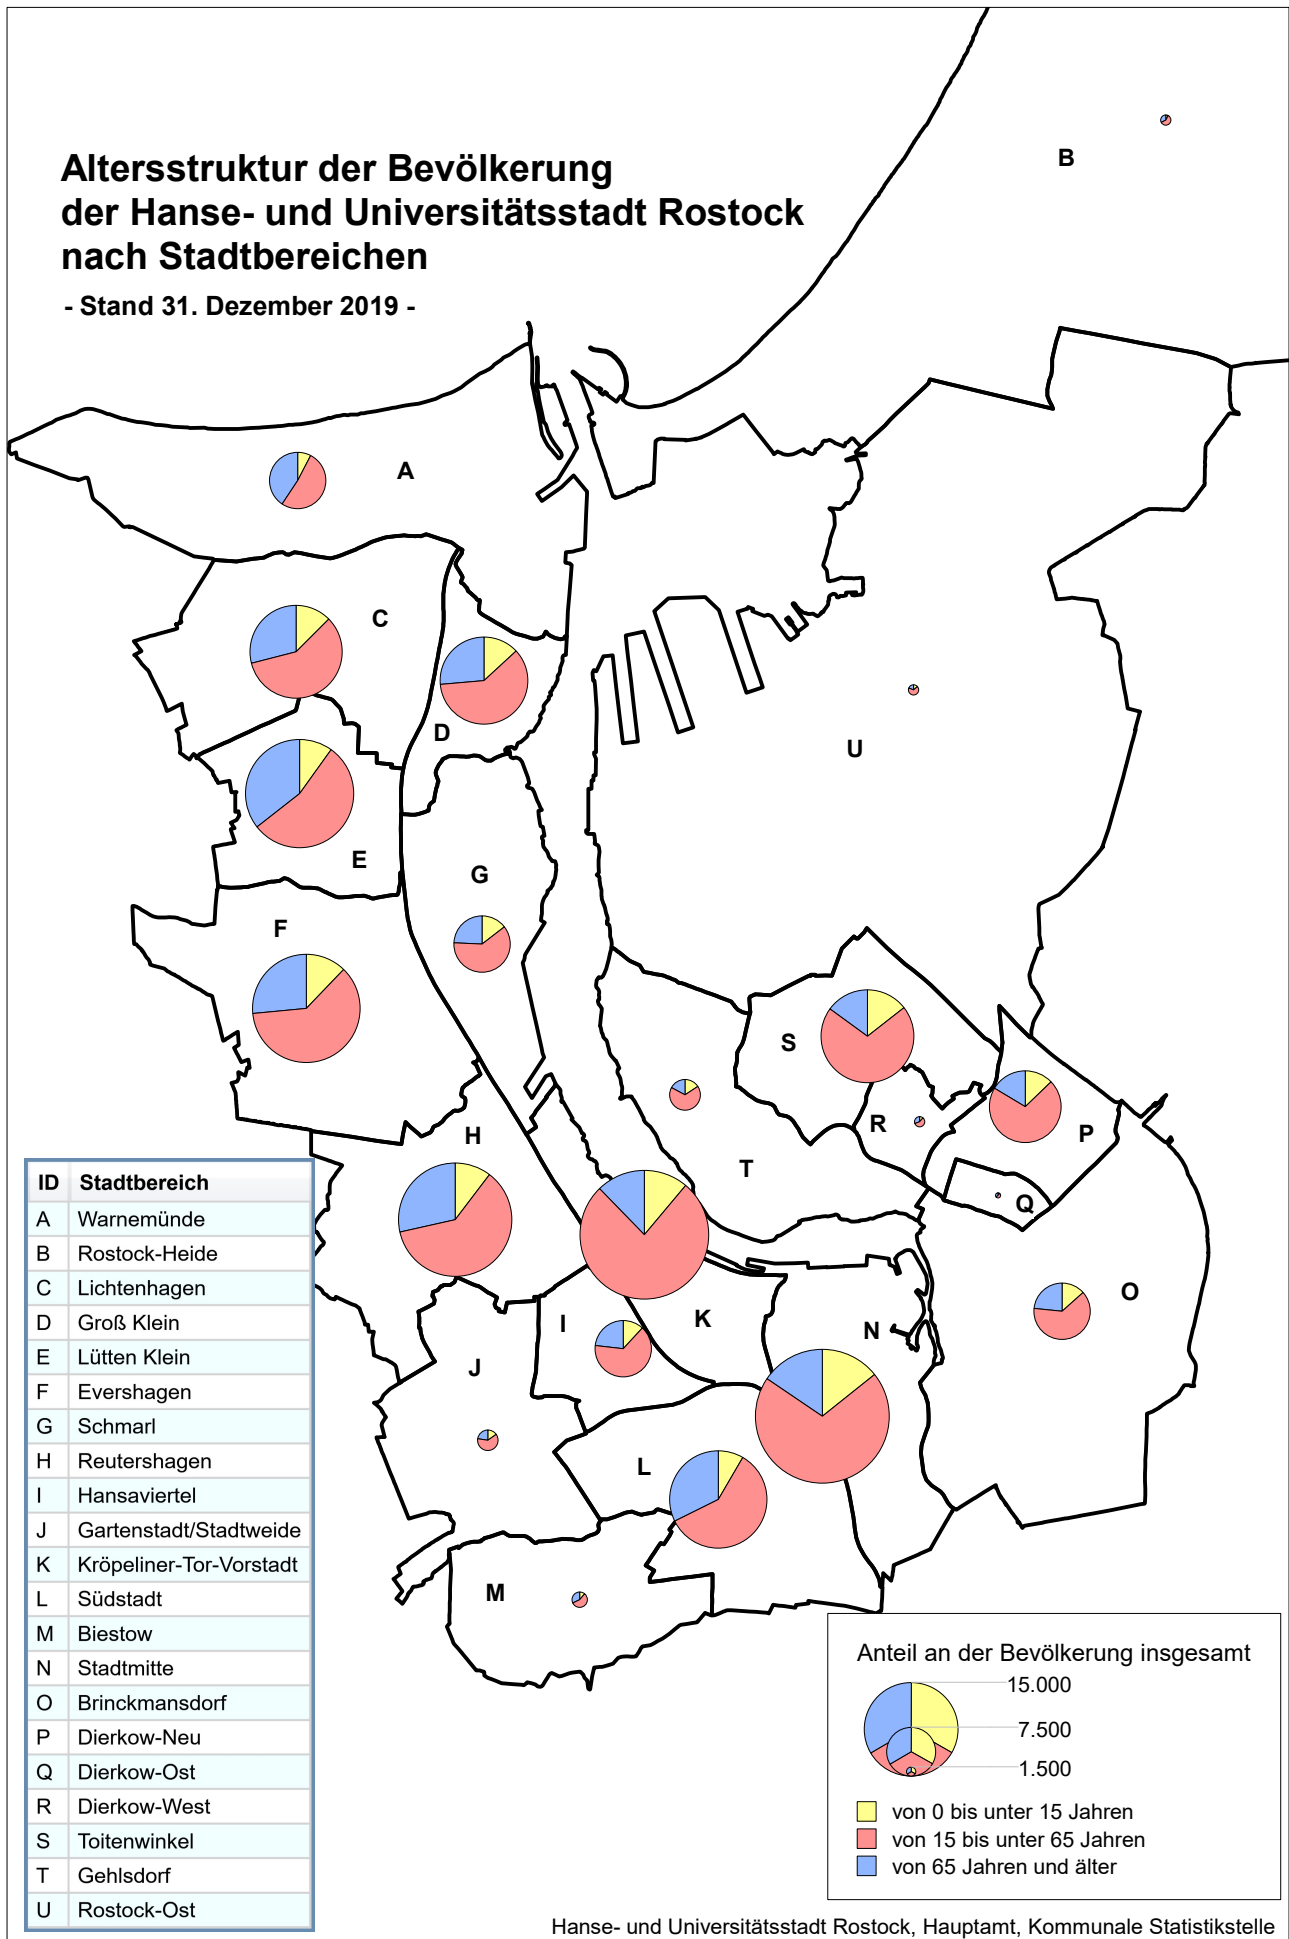 Altersstruktur der Bevölkerung
der Hanse- und Universitätsstadt Rostock
nach Stadtbereichen
- Stand 31. Dezember 2019 -
B
A
C
D
U
E
G
F
S
R
P
H
T
Q
O
I
K
N
J
L
M
ID Stadtbereich
A Warnemünde
B Rostock-Heide
C Lichtenhagen
D Groß Klein
E Lütten Klein
F Evershagen
G Schmarl
H Reutershagen
I Hansaviertel
J Gartenstadt/Stadtweide
K Kröpeliner-Tor-Vorstadt
L Südstadt
M Biestow
N Stadtmitte
O Brinckmansdorf
P Dierkow-Neu
Q Dierkow-Ost
R Dierkow-West
S Toitenwinkel
T Gehlsdorf
U Rostock-Ost
Anteil an der Bevölkerung insgesamt
15.000
7.500
1.500
von 0 bis unter 15 Jahren
von 15 bis unter 65 Jahren
von 65 Jahren und älter
Hanse- und Universitätsstadt Rostock, Hauptamt, Kommunale Statistikstelle